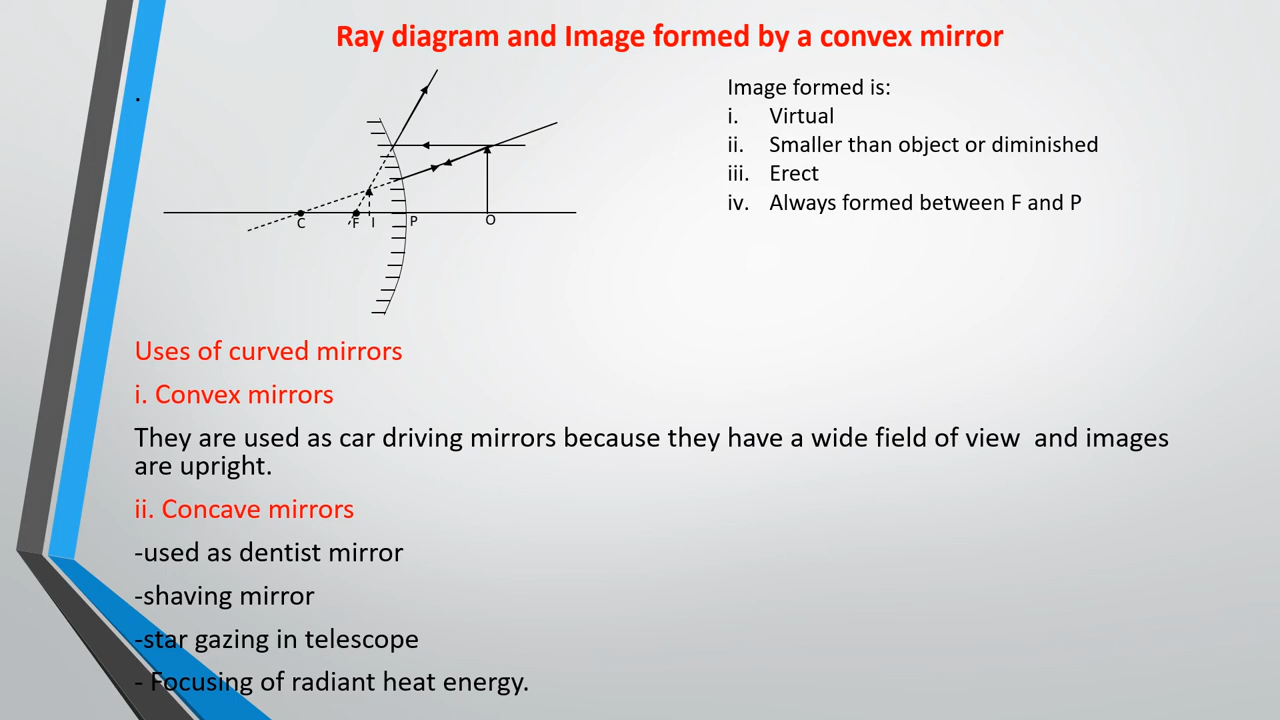 Ray diagram and Image formed by a convex mirror
.
Image formed is:
i. Virtual
ii. Smaller than object or diminished
iii. Erect
iv. Always formed between F and P
C F I P O
Uses of curved mirrors
i. Convex mirrors
They are used as car driving mirrors because they have a wide field of view and images
are upright.
ii. Concave mirrors
-used as dentist mirror
-shaving mirror
-star gazing in telescope
- Focusing of radiant heat energy.